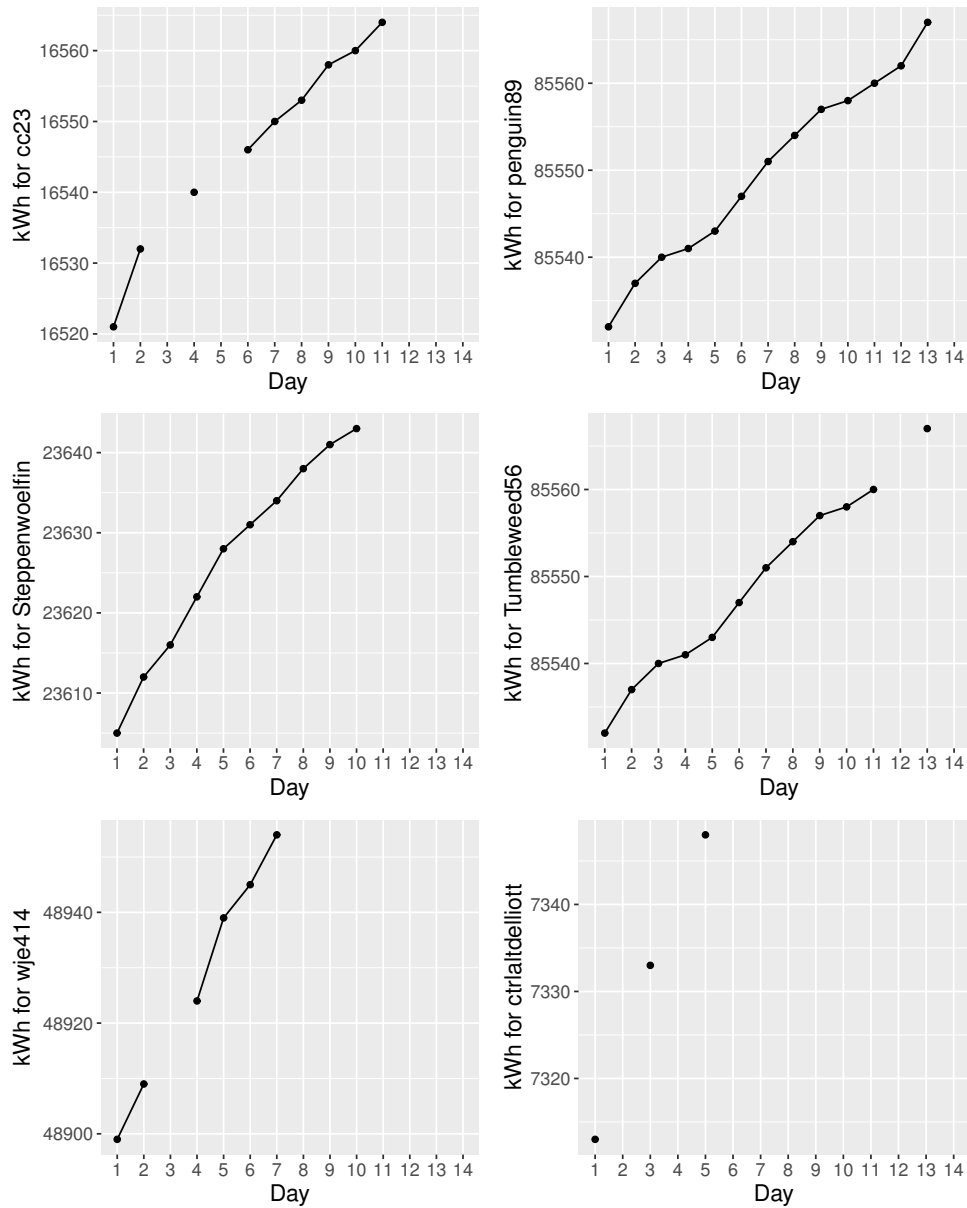 kWh for cc23
16560
16550
16540
16530
16520
1 2 3 4 5 6 7 8 9 10 11 12 13 14
Day
kWh for penguin89
85560
85550
85540
1 2 3 4 5 6 7 8 9 10 11 12 13 14
Day
kWh for Steppenwoelfin
23640
23630
23620
23610
1 2 3 4 5 6 7 8 9 10 11 12 13 14
Day
kWh for Tumbleweed56
85560
85550
85540
1 2 3 4 5 6 7 8 9 10 11 12 13 14
Day
kWh for wje414
48940
48920
48900
1 2 3 4 5 6 7 8 9 10 11 12 13 14
Day
kWh for ctrlaltdelliott
7340
7330
7320
1 2 3 4 5 6 7 8 9 10 11 12 13 14
Day